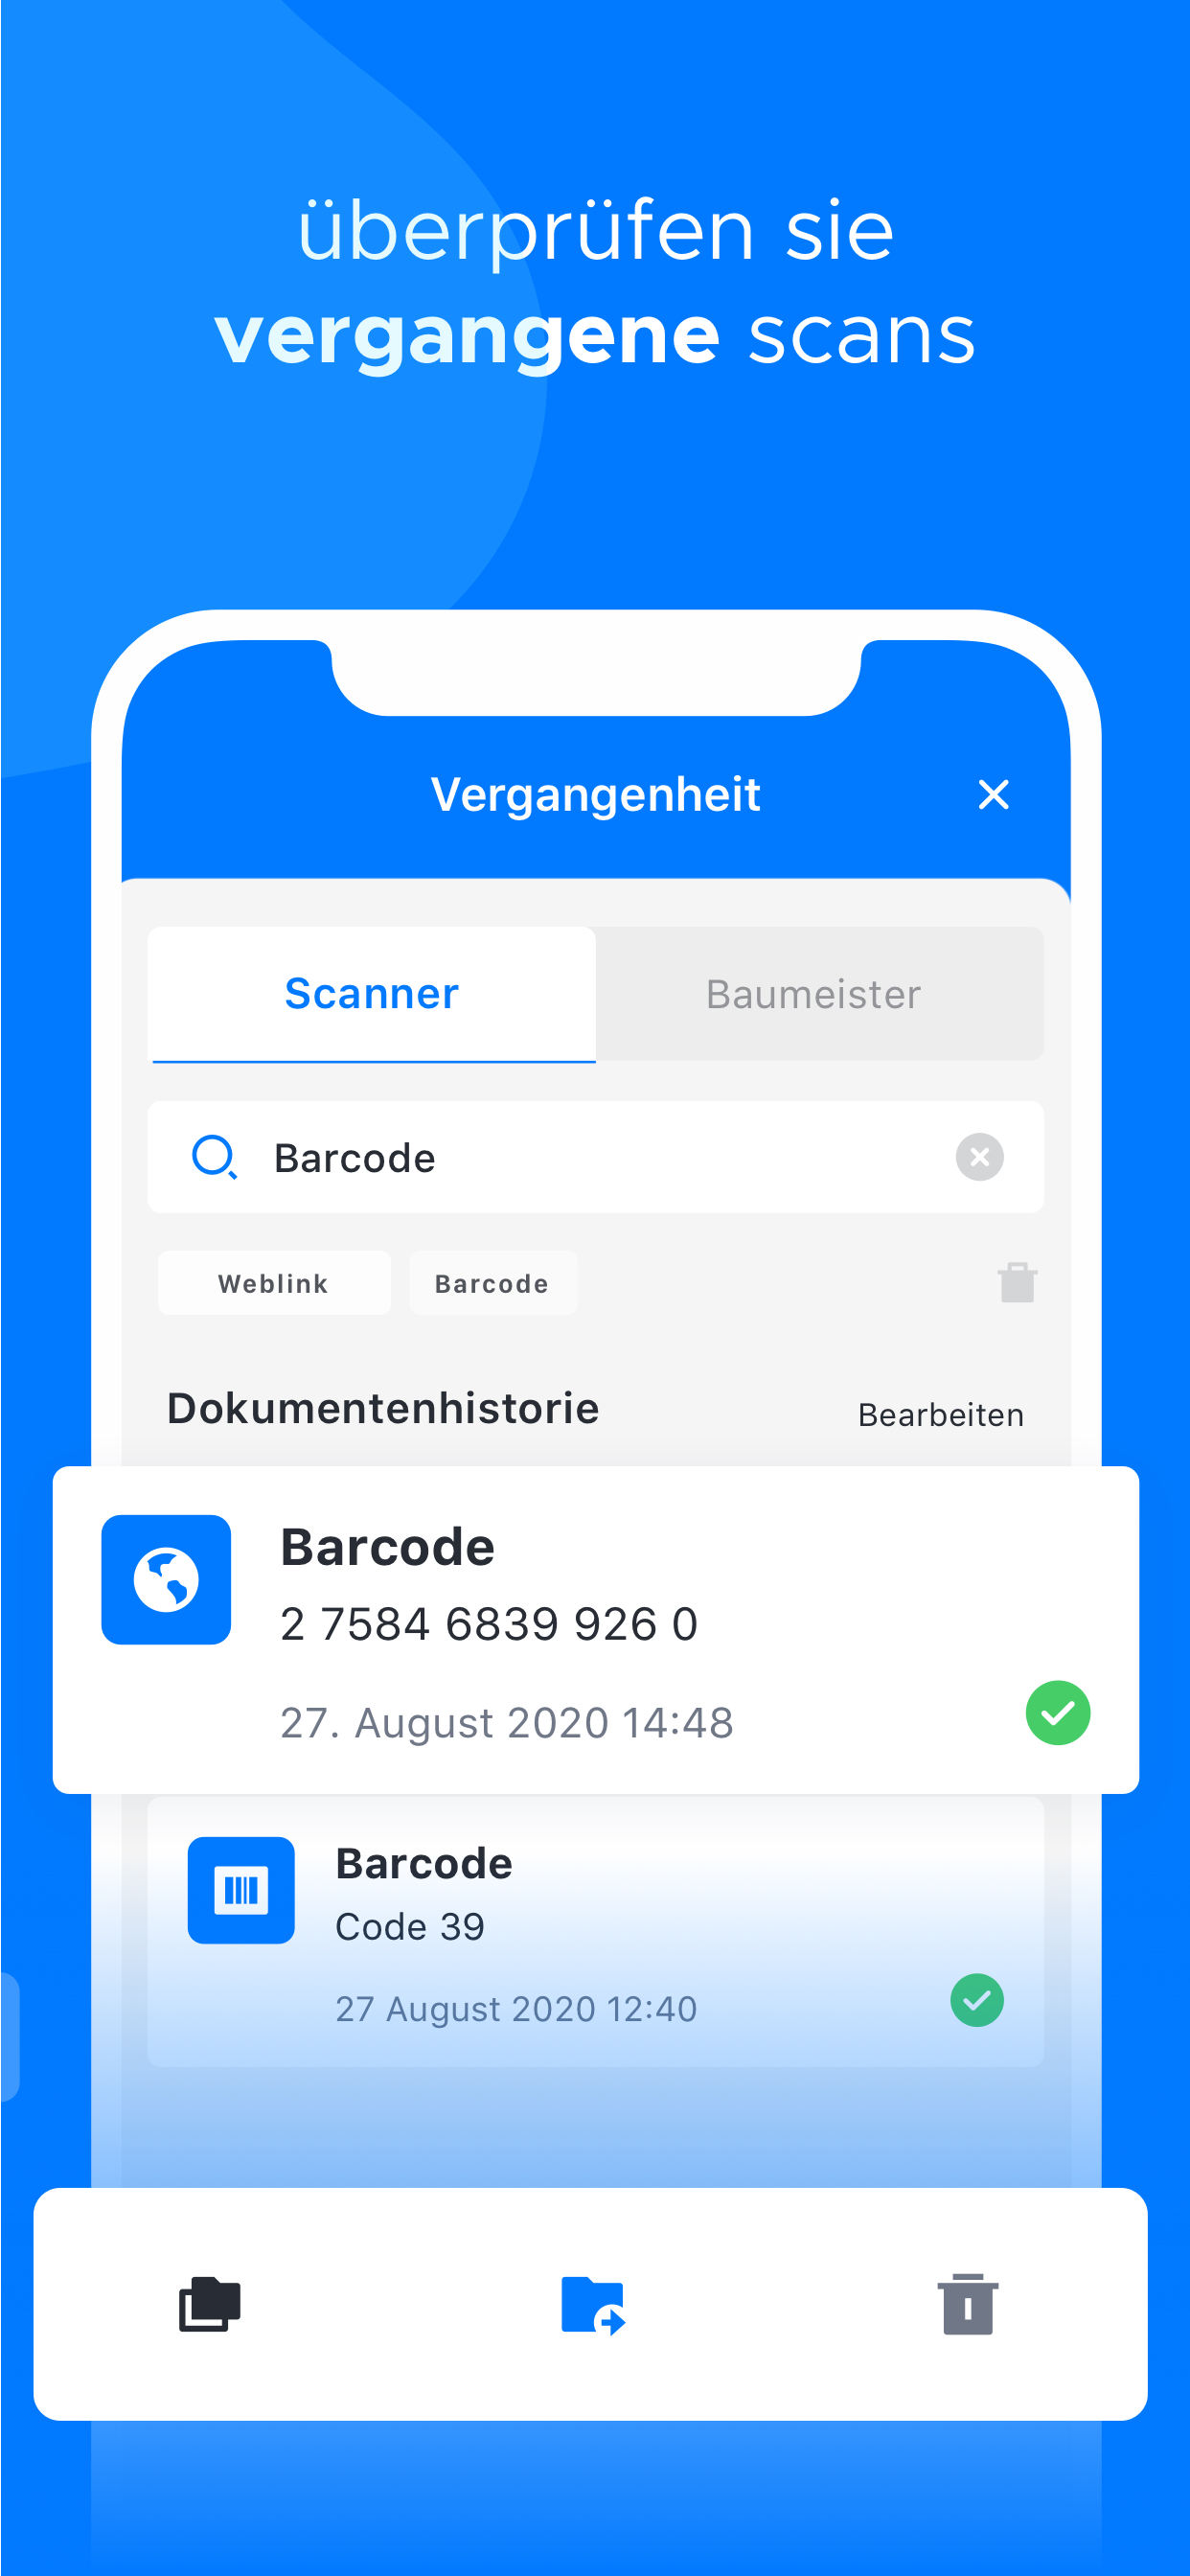 überprüfen sie
vergangene scans
Vergangenheit
Scanner
Baumeister
Barcode
Weblink
Barcode
Dokumentenhistorie
Bearbeiten
Barcode
2 7584 6839 926 0
27. August 2020 14:48
Barcode
Code 39
27 August 2020 12:40